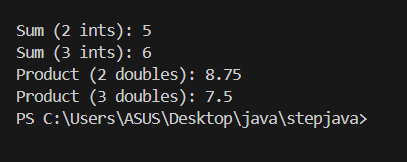 Sum (2 ints): 5
Sum (3 ints): 6
Product (2 doubles): 8.75
Product (3 doubles): 7.5
PS C:\Users\ASUS\Desktop\java\stepjava>